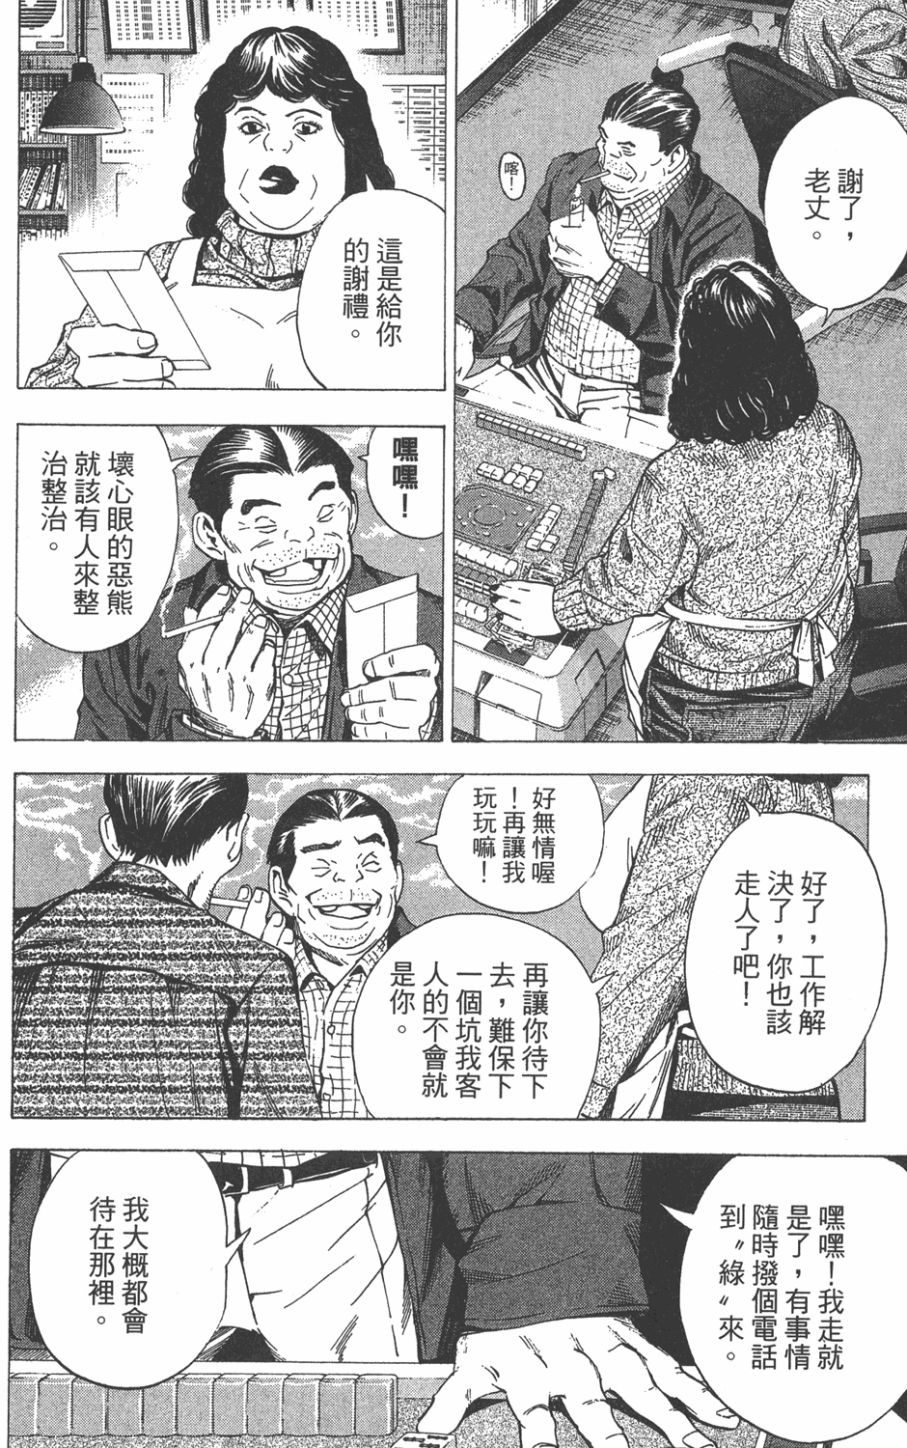 謝了，
老丈。
喀！
這是給你
的謝禮。
嘿嘿！
壞心眼的惡熊
就該有人來整
治整治。
好了，工作解
決了，你也該
走人了吧！
好無情喔
！再讓我
玩玩嘛！
再讓你待下
去，難保下
一個坑我客
人的不會就
是你。
嘿嘿！我走就
是了，有事情
隨時撥個電話
到〝綠〞來。
我大概都會
待在那裡。